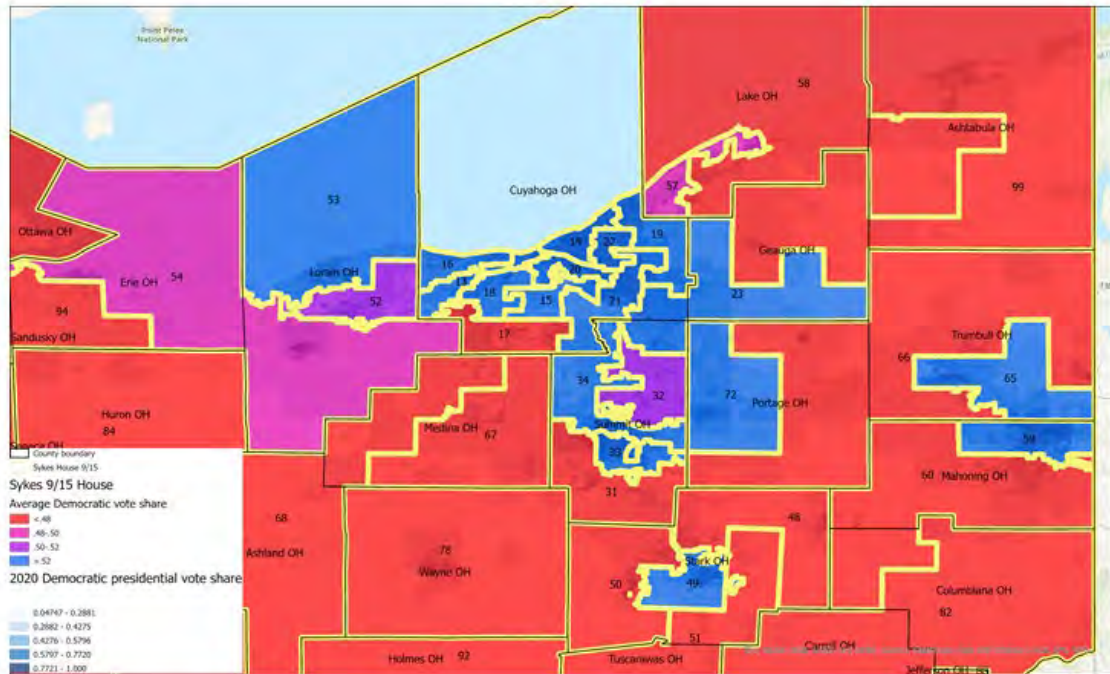 Point Pelee
National Park
58
Lake OH
Ashtabula OH
Cuyahoga OH
57
99
53
Ottawa OH
19
22
19
Geauga OH
Lorain OH
16
20
54
Erie OH
13
23
52
18
15
21
94
Sandusky OH
17
Trumbull OH
66
65
34
32
72
Portage OH
Huron OH
84
Medina OH
67
Summit OH
33
59
Seneca OH
County boundary
Sykes House 9/15
Sykes 9/15 House
Average Democratic vote share
<.48
.48-.50
.50-.52
>.52
2020 Democratic presidential vote share
0.04747 - 0.2881
0.2882 - 0.4275
0.4276 - 0.5796
0.5797 - 0.7720
0.7721 - 1.000
60
Mahoning OH
31
68
48
Ashland OH
78
Wayne OH
Stark OH
50
49
Columbiana OH
82
51
Carroll OH
Holmes OH
92
Tuscarawas OH
Jefferson OH